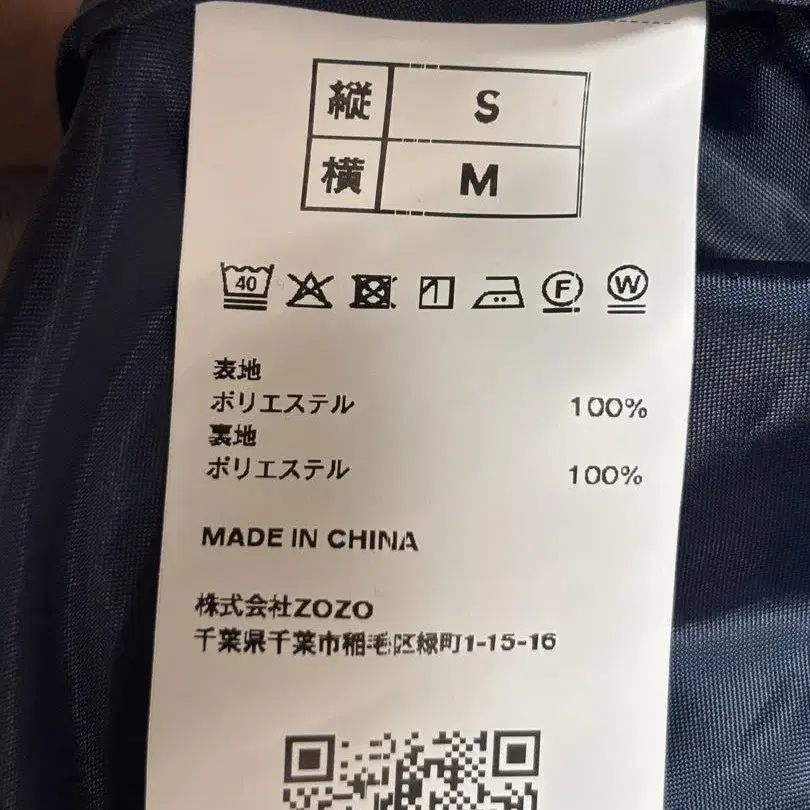 縦 S
横 M
40 F W
表地
ポリエステル 100%
裏地
ポリエステル 100%
MADE IN CHINA
株式会社ZOZO
千葉県千葉市稲毛区緑町1-15-16